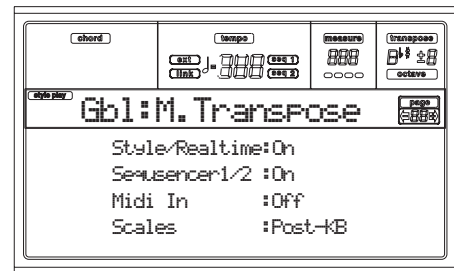 chord
tempo
measure
transpose
ext
seq 1
link
seq 2
octave
style play
Gbl:M.Transpose
page
Style/Realtime:On
Sequsencer1/2 :On
Midi In :Off
Scales :Post-KB